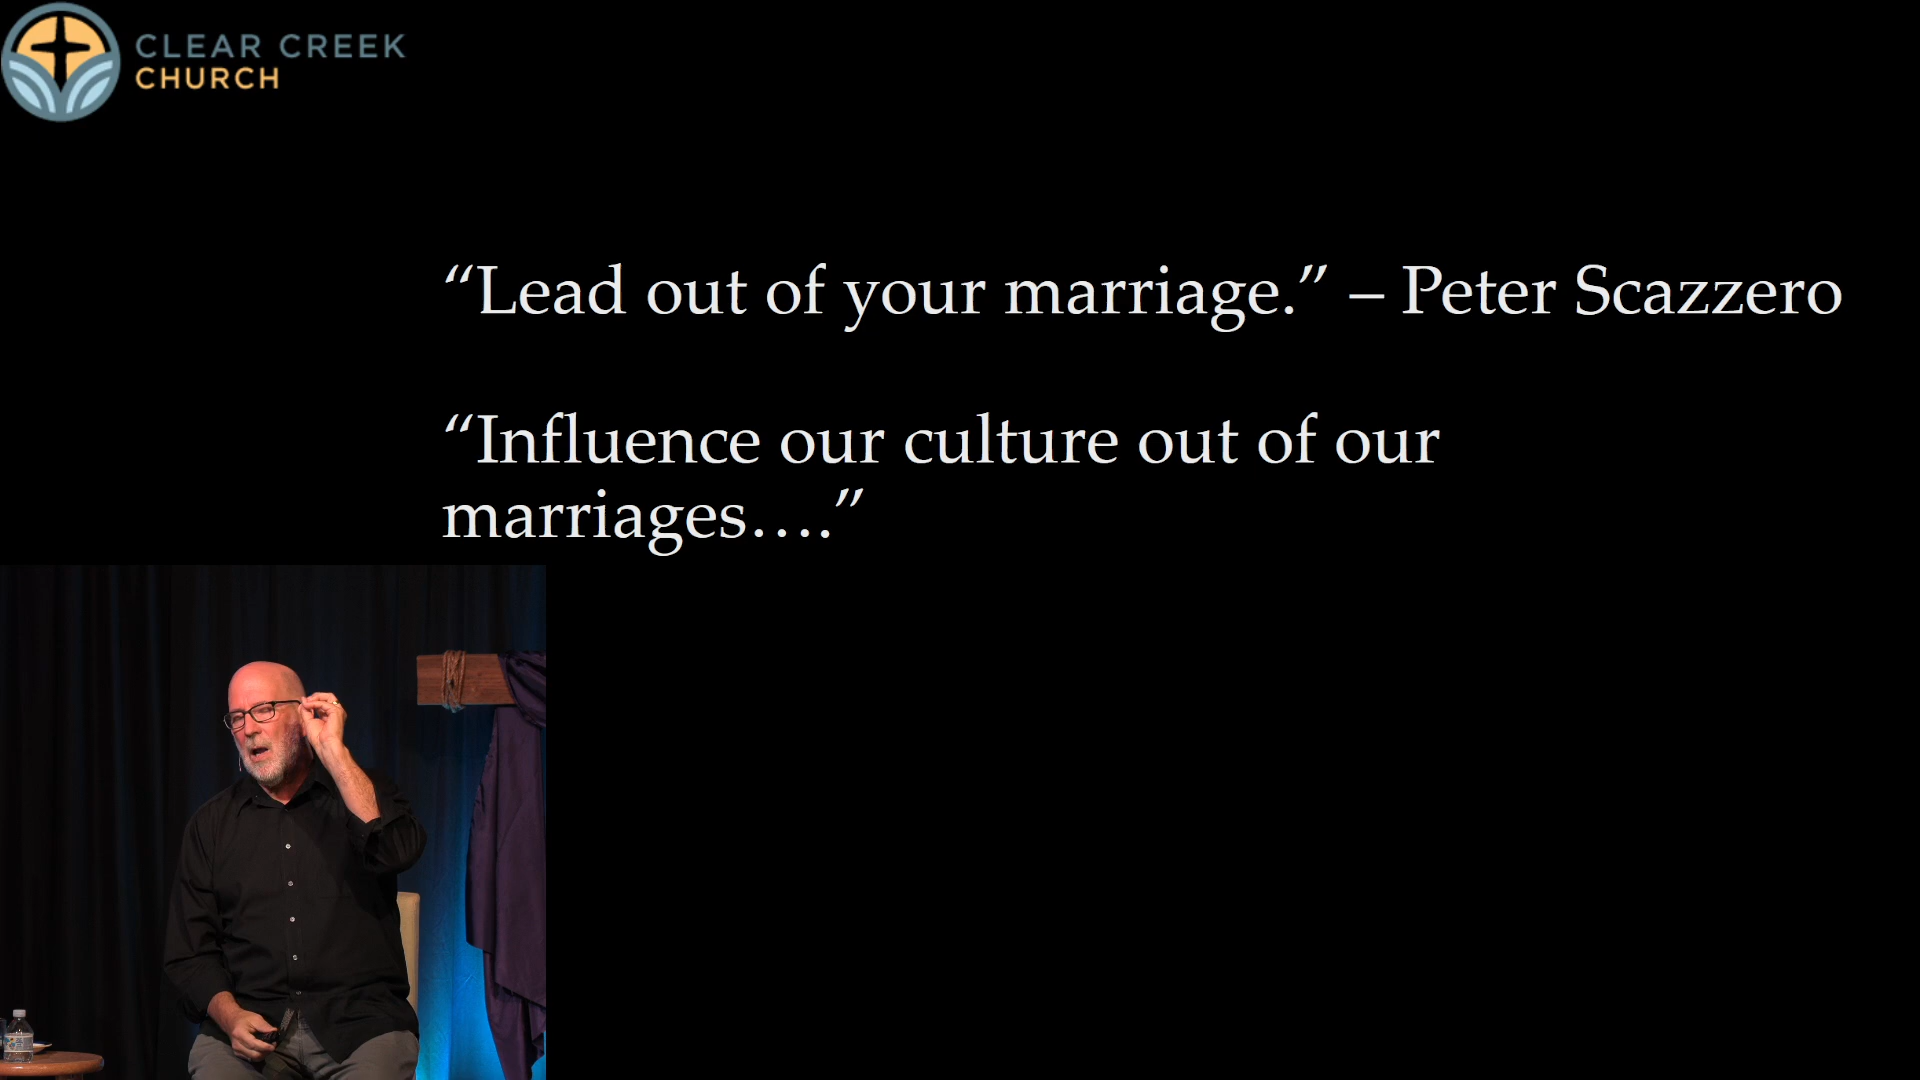 CLEAR CREEK
CHURCH
“Lead out of your marriage.” – Peter Scazzero
“Influence our culture out of our
marriages….”